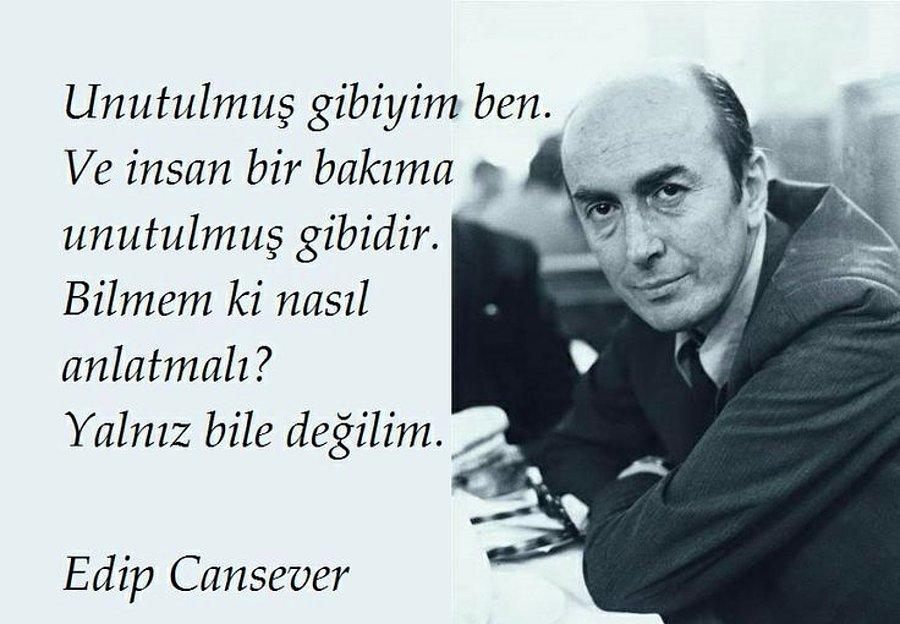 Unutulmuş gibiyim ben.
Ve insan bir bakıma
unutulmuş gibidir.
Bilmem ki nasıl
anlatmalı?
Yalnız bile değilim.
Edip Cansever